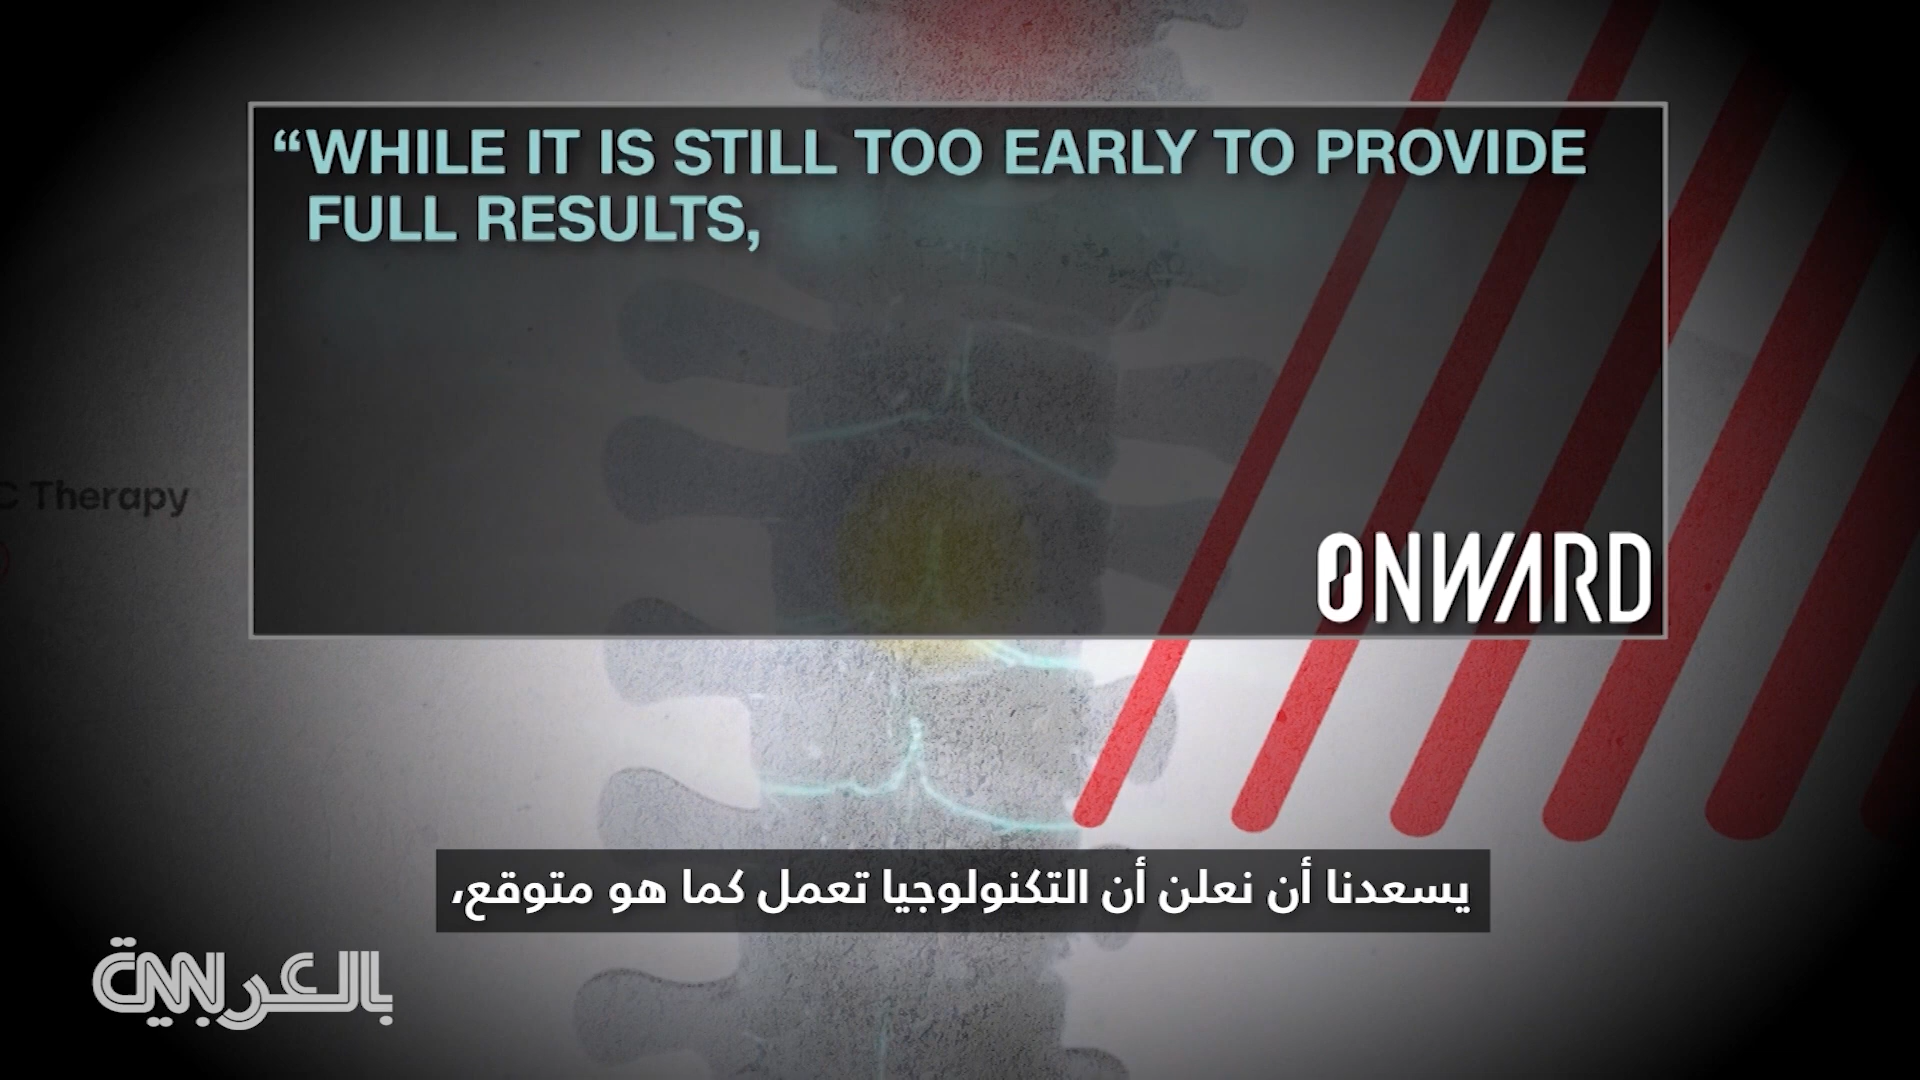 “WHILE IT IS STILL TOO EARLY TO PROVIDE
FULL RESULTS,
C Therapy
ONWARD
يسعدنا أن نعلن أن التكنولوجيا تعمل كما هو متوقع،
CNN بالعربية